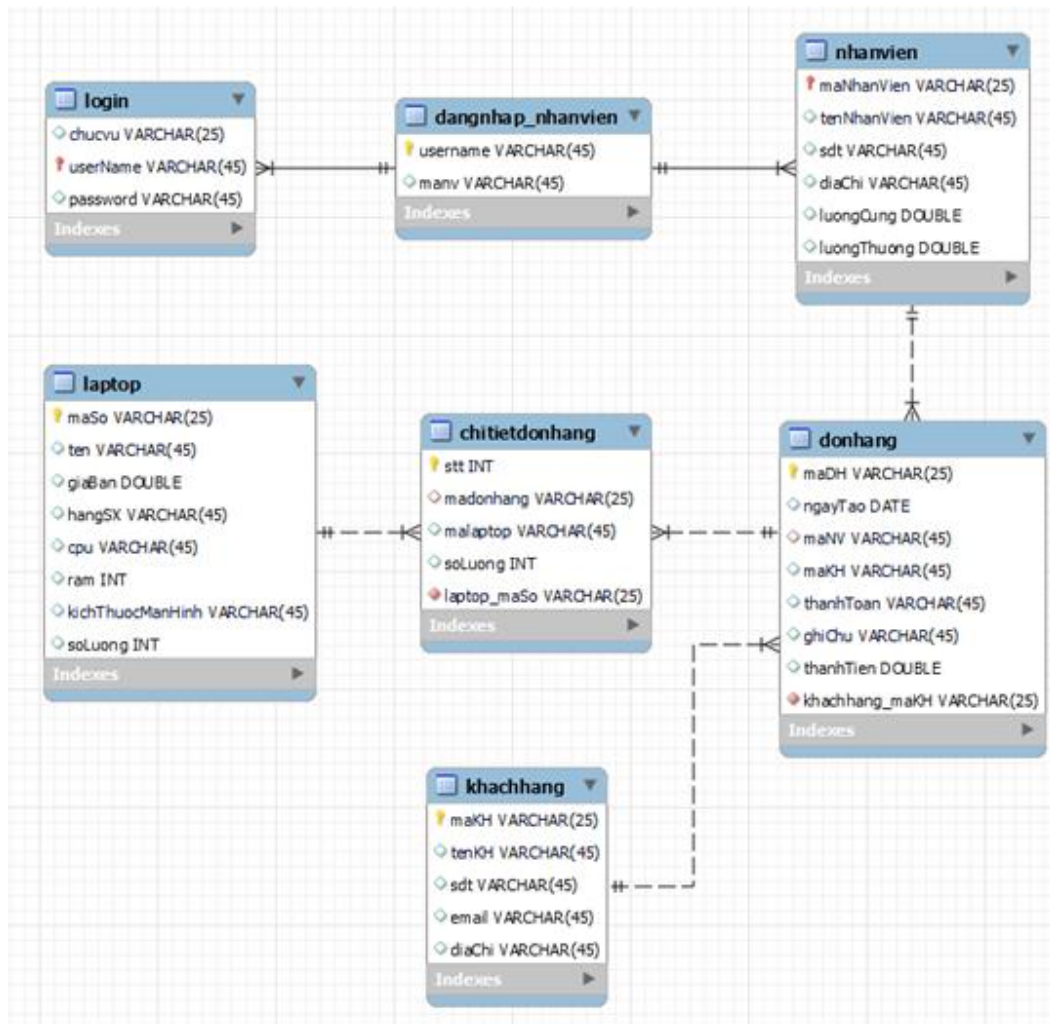 login
chucvu VARCHAR(25)
userName VARCHAR(45)
password VARCHAR(45)
Indexes
dangnhap_nhanvien
username VARCHAR(45)
manv VARCHAR(45)
Indexes
nhanvien
maNhanVien VARCHAR(25)
tenNhanVien VARCHAR(45)
sdt VARCHAR(45)
diaChi VARCHAR(45)
luongCung DOUBLE
luongThuong DOUBLE
Indexes
laptop
maSo VARCHAR(25)
ten VARCHAR(45)
giaBan DOUBLE
hangSX VARCHAR(45)
cpu VARCHAR(45)
ram INT
kichThuocManHinh VARCHAR(45)
soLuong INT
Indexes
chitietdonhang
stt INT
madonhang VARCHAR(25)
malaptop VARCHAR(45)
soLuong INT
laptop_maSo VARCHAR(25)
Indexes
donhang
maDH VARCHAR(25)
ngayTao DATE
maNV VARCHAR(45)
maKH VARCHAR(45)
thanhToan VARCHAR(45)
ghiChu VARCHAR(45)
thanhTien DOUBLE
khachhang_maKH VARCHAR(25)
Indexes
khachhang
maKH VARCHAR(25)
tenKH VARCHAR(45)
sdt VARCHAR(45)
email VARCHAR(45)
diaChi VARCHAR(45)
Indexes